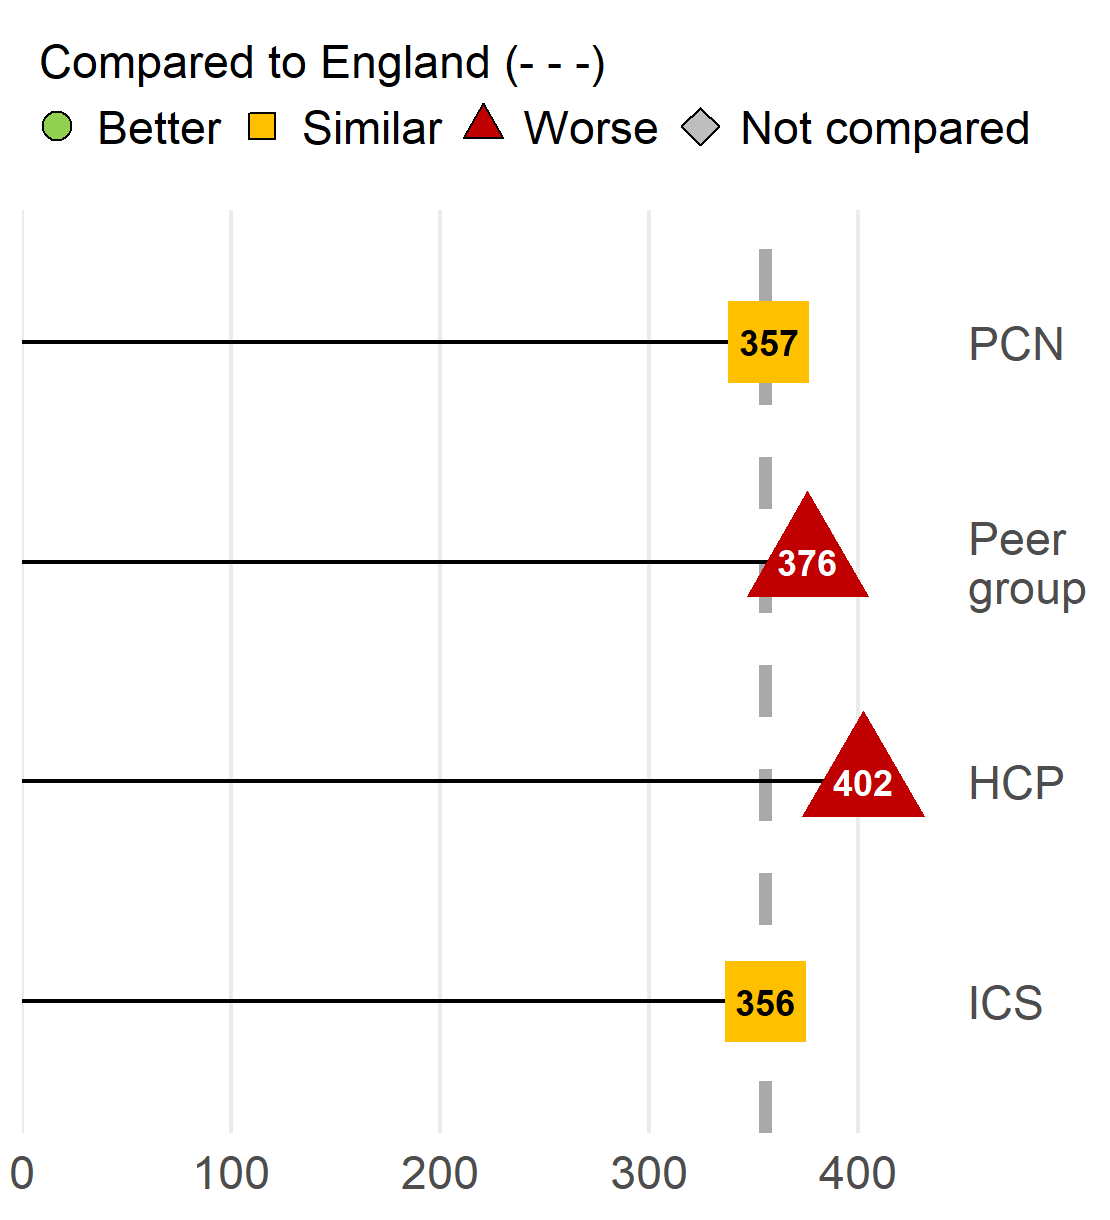 Compared to England (- - -)
Better Similar Worse Not compared
357 PCN
376 Peer
group
402 HCP
356 ICS
0 100 200 300 400